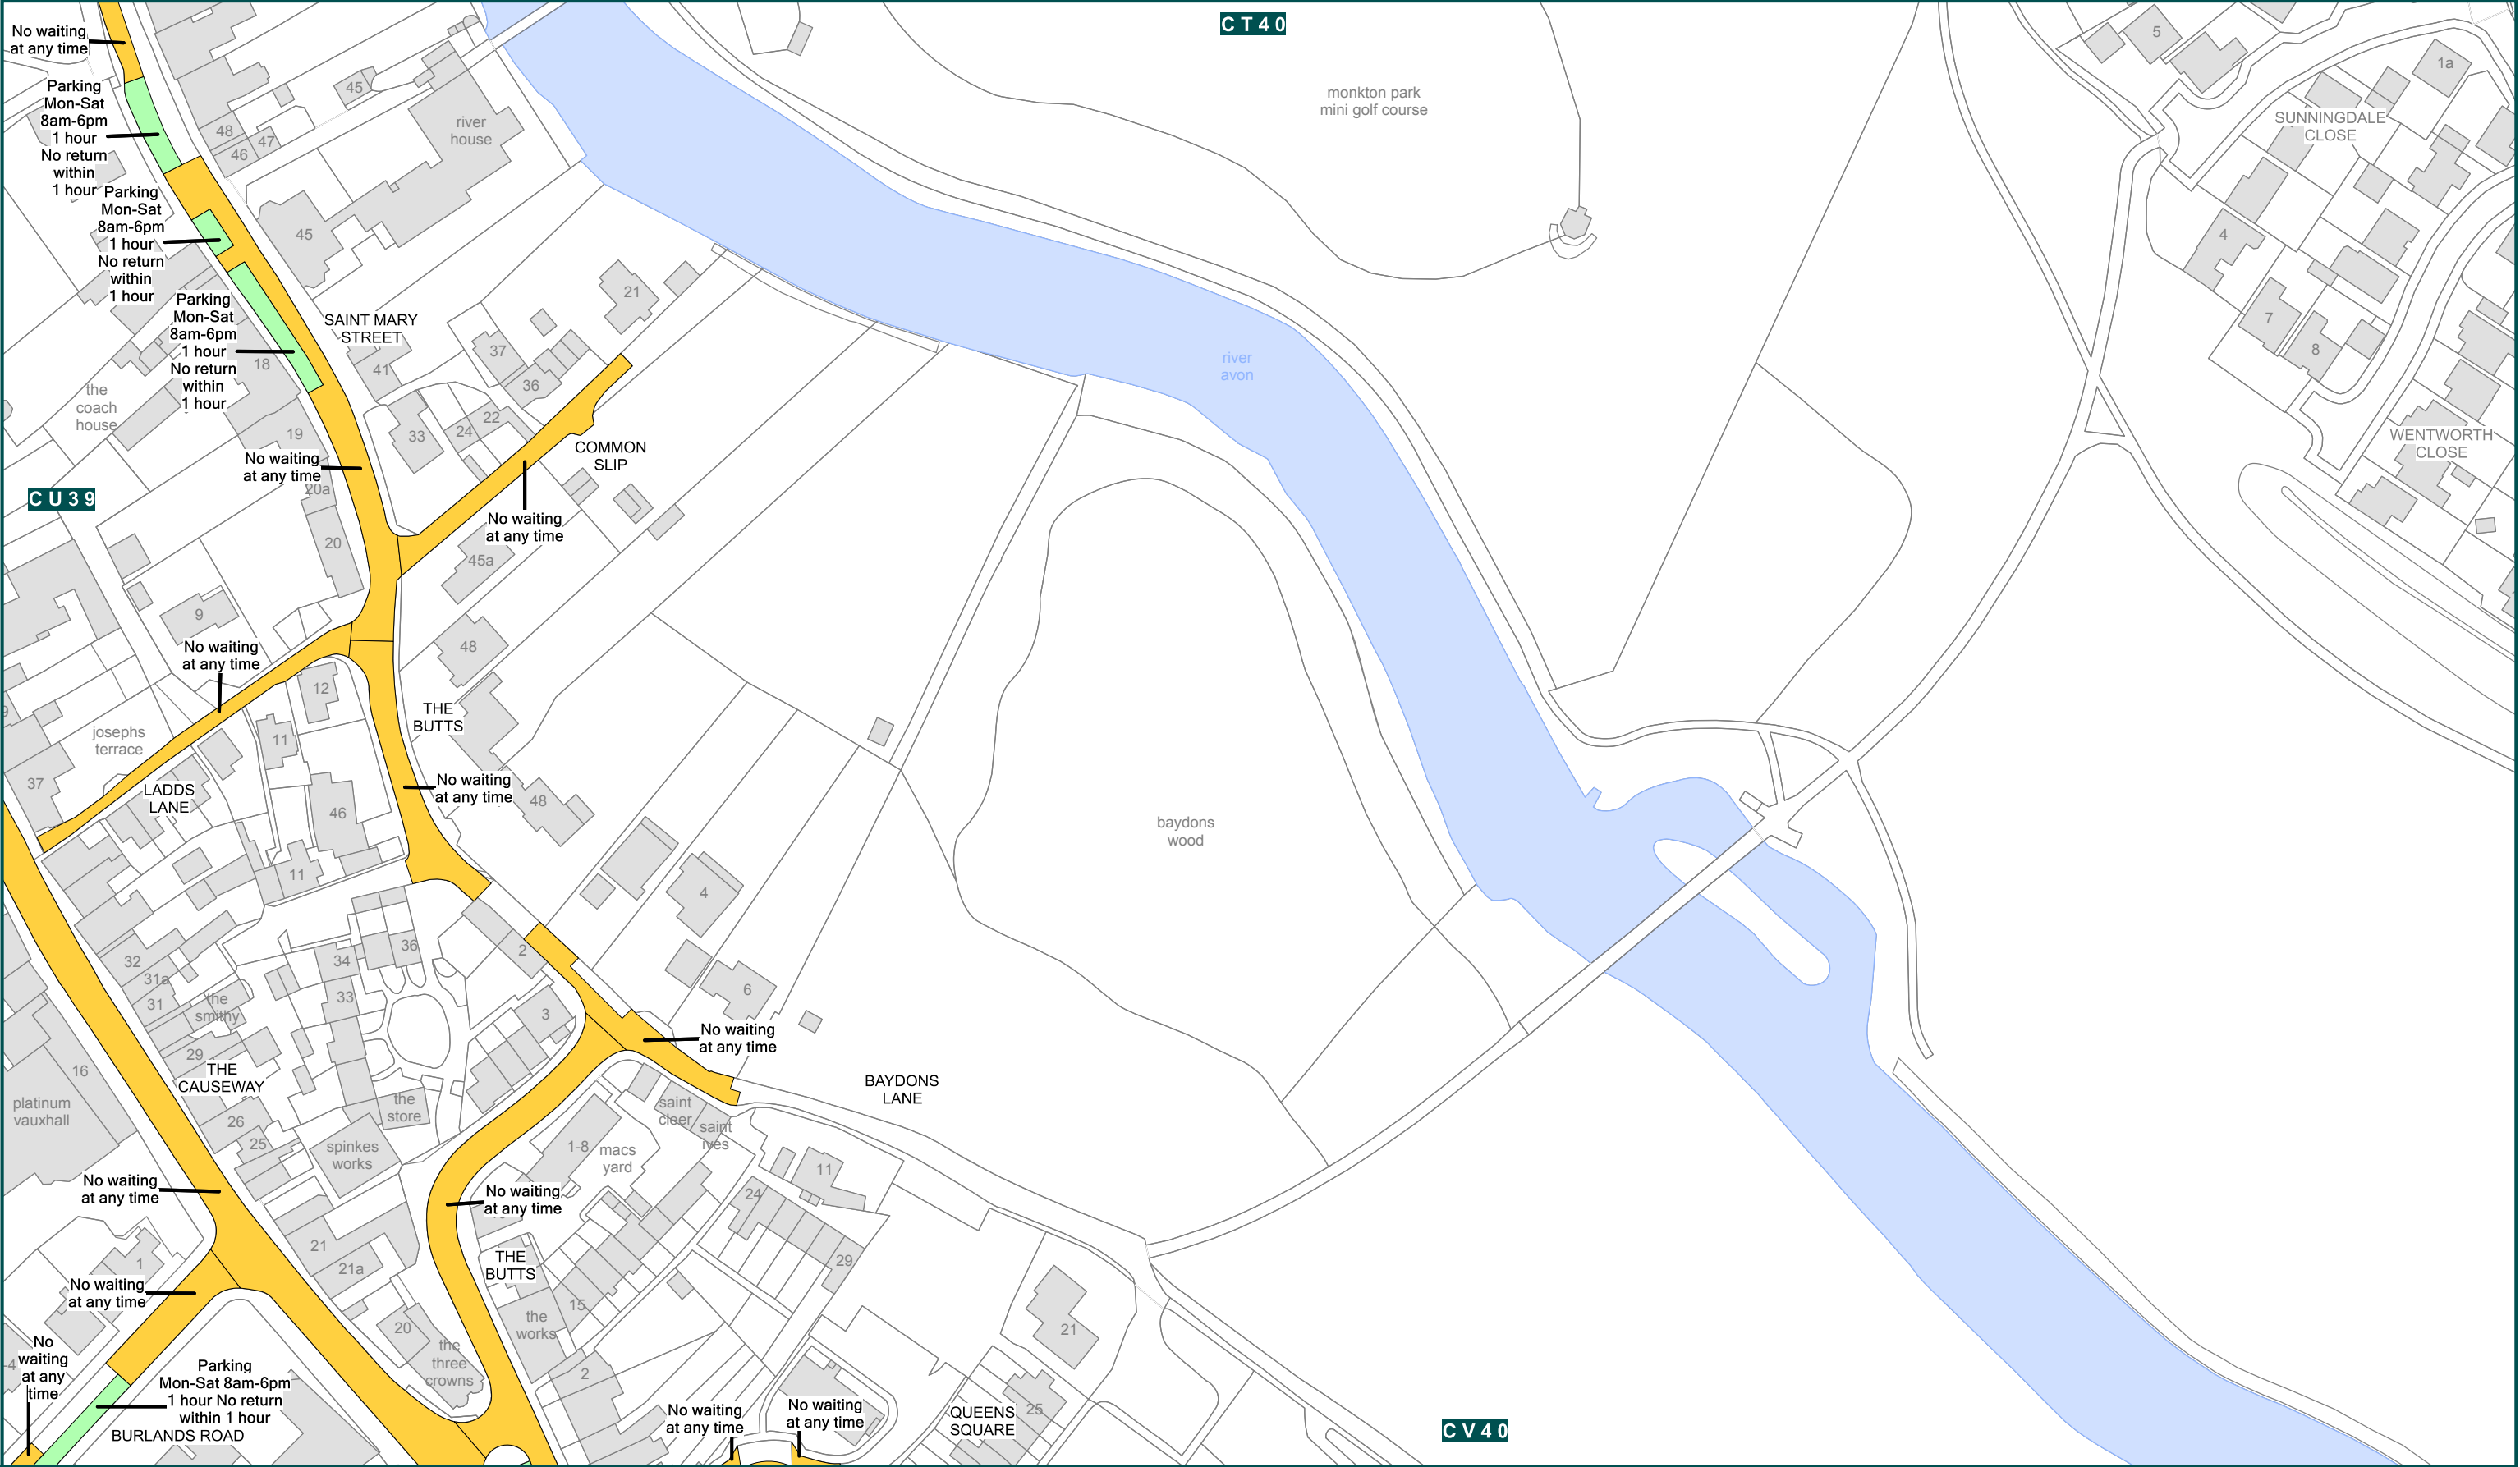 CT40
No waiting
at any time
Parking
Mon-Sat
8am-6pm
1 hour
No return
within
1 hour
Parking
Mon-Sat
8am-6pm
1 hour
No return
within
1 hour
Parking
Mon-Sat
8am-6pm
1 hour
No return
within
1 hour
45
48
47
46
river
house
45
monkton park
mini golf course
5
1a
SUNNINGDALE
CLOSE
4
7
8
WENTWORTH
CLOSE
SAINT MARY
STREET
21
37
41
36
18
river
avon
the
coach
house
33
24
22
19
COMMON
SLIP
No waiting
at any time
20a
CU39
20
No waiting
at any time
45a
9
48
No waiting
at any time
12
THE
BUTTS
josephs
terrace
11
37
LADDS
LANE
46
No waiting
at any time
48
baydons
wood
11
4
32
31a
31
the
smithy
34
36
33
2
6
3
29
16
THE
CAUSEWAY
No waiting
at any time
BAYDONS
LANE
platinum
vauxhall
the
store
26
25
spinkes
works
saint
cleer
saint
ives
1-8
macs
yard
11
24
No waiting
at any time
No waiting
at any time
21
21a
1
THE
BUTTS
29
15
No waiting
at any time
20
the
works
the
three
crowns
2
21
25
No
waiting
at any
time
Parking
Mon-Sat 8am-6pm
1 hour No return
within 1 hour
BURLANDS ROAD
No waiting
at any time
No waiting
at any time
QUEENS
SQUARE
CV40